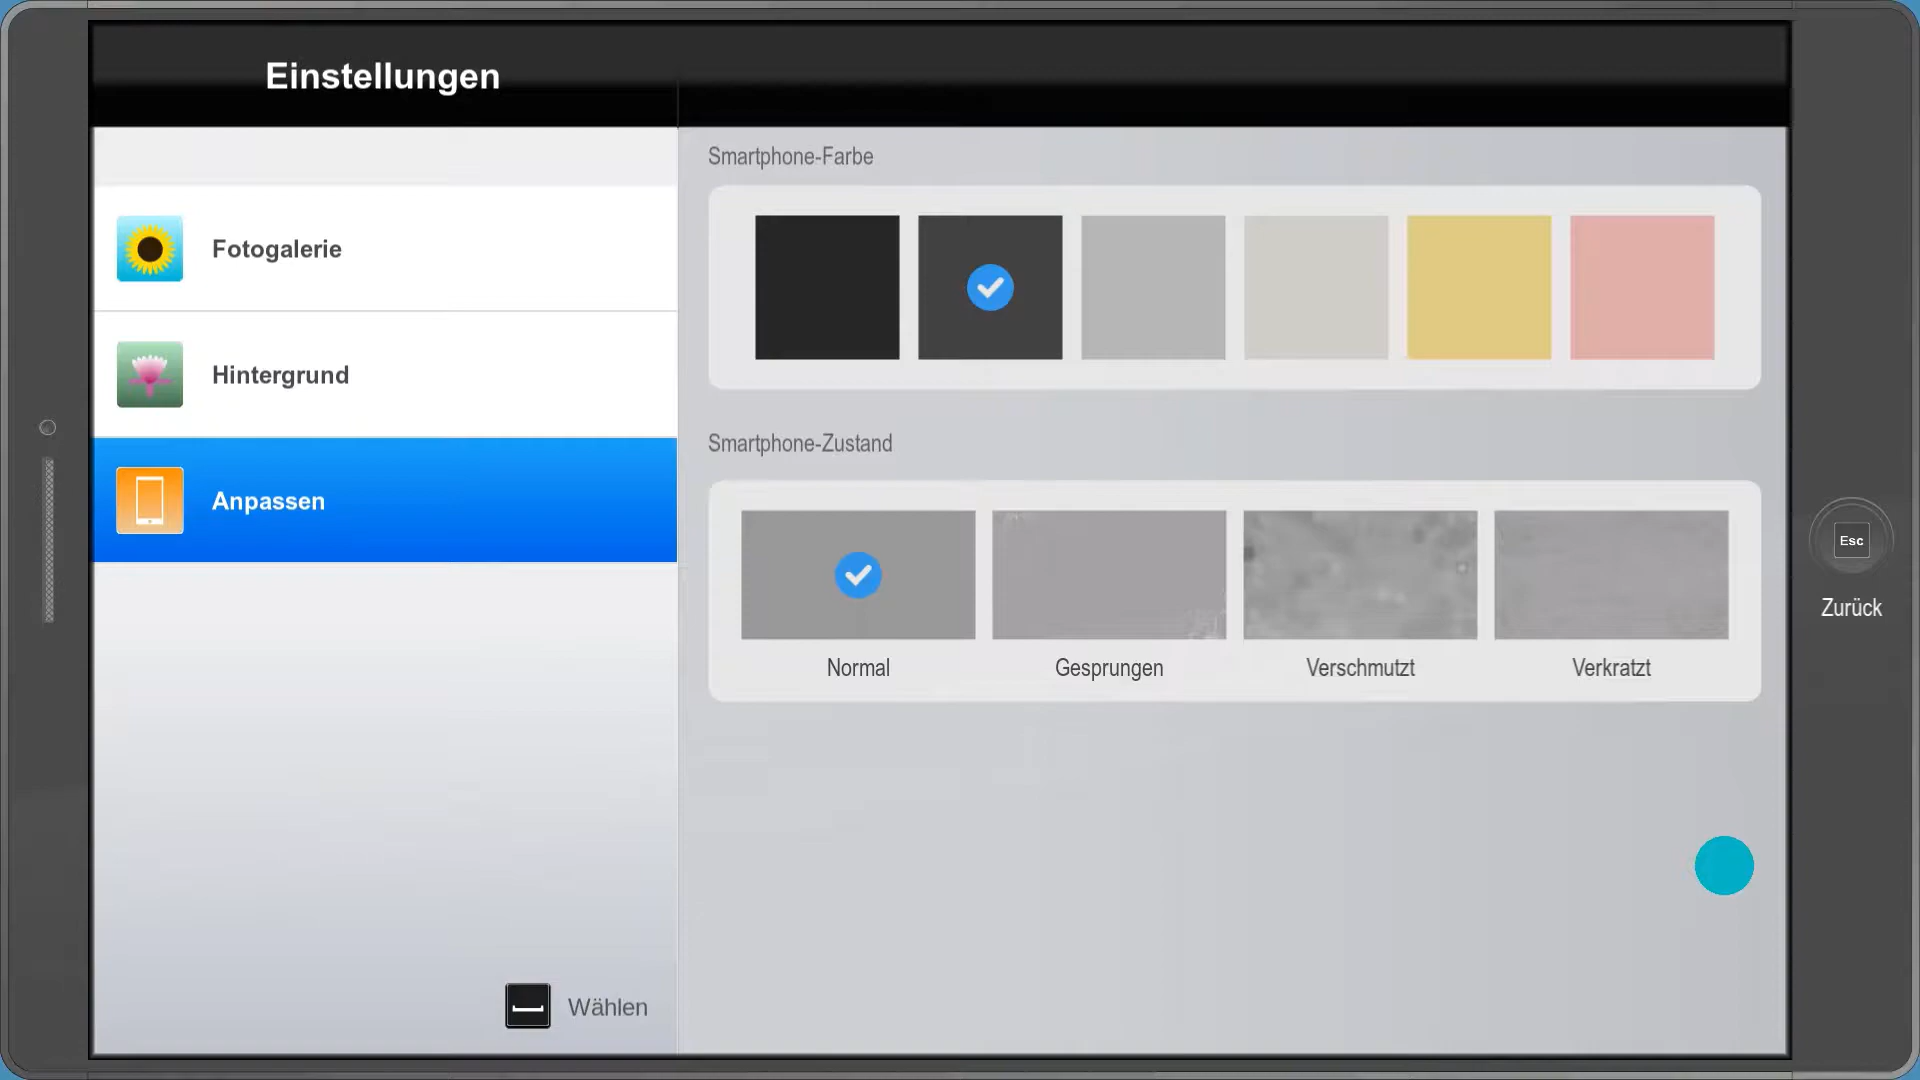 Einstellungen
Smartphone-Farbe
Fotogalerie
Hintergrund
Anpassen
Smartphone-Zustand
Normal
Gesprungen
Verschmutzt
Verkratzt
Esc
Zurück
Wählen